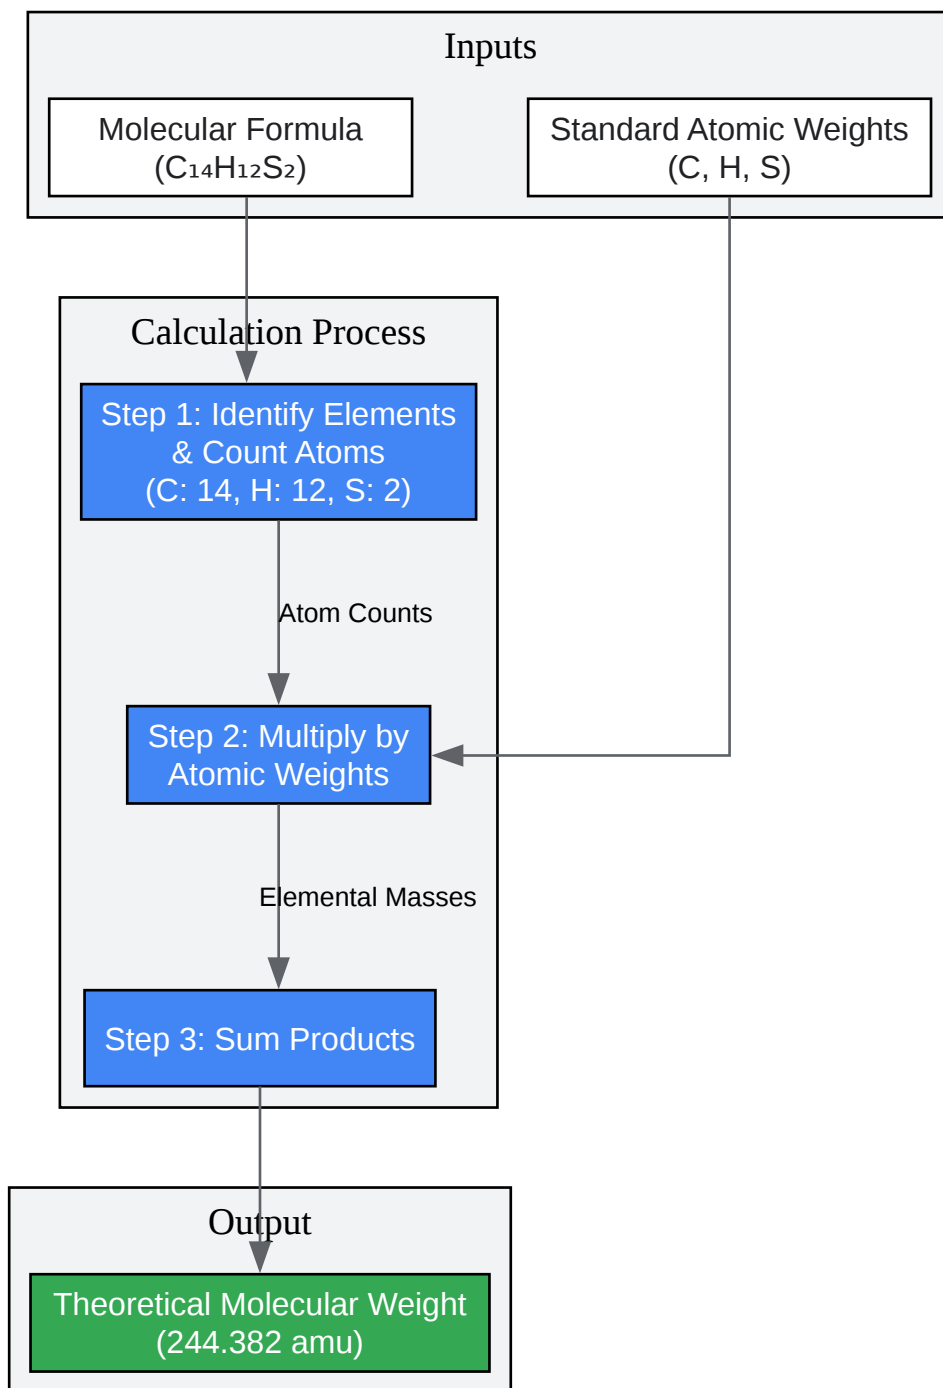 Inputs
Molecular Formula
(C₁₄H₁₂S₂)
Standard Atomic Weights
(C, H, S)
Calculation Process
Step 1: Identify Elements
& Count Atoms
(C: 14, H: 12, S: 2)
Atom Counts
Step 2: Multiply by
Atomic Weights
Elemental Masses
Step 3: Sum Products
Output
Theoretical Molecular Weight
(244.382 amu)